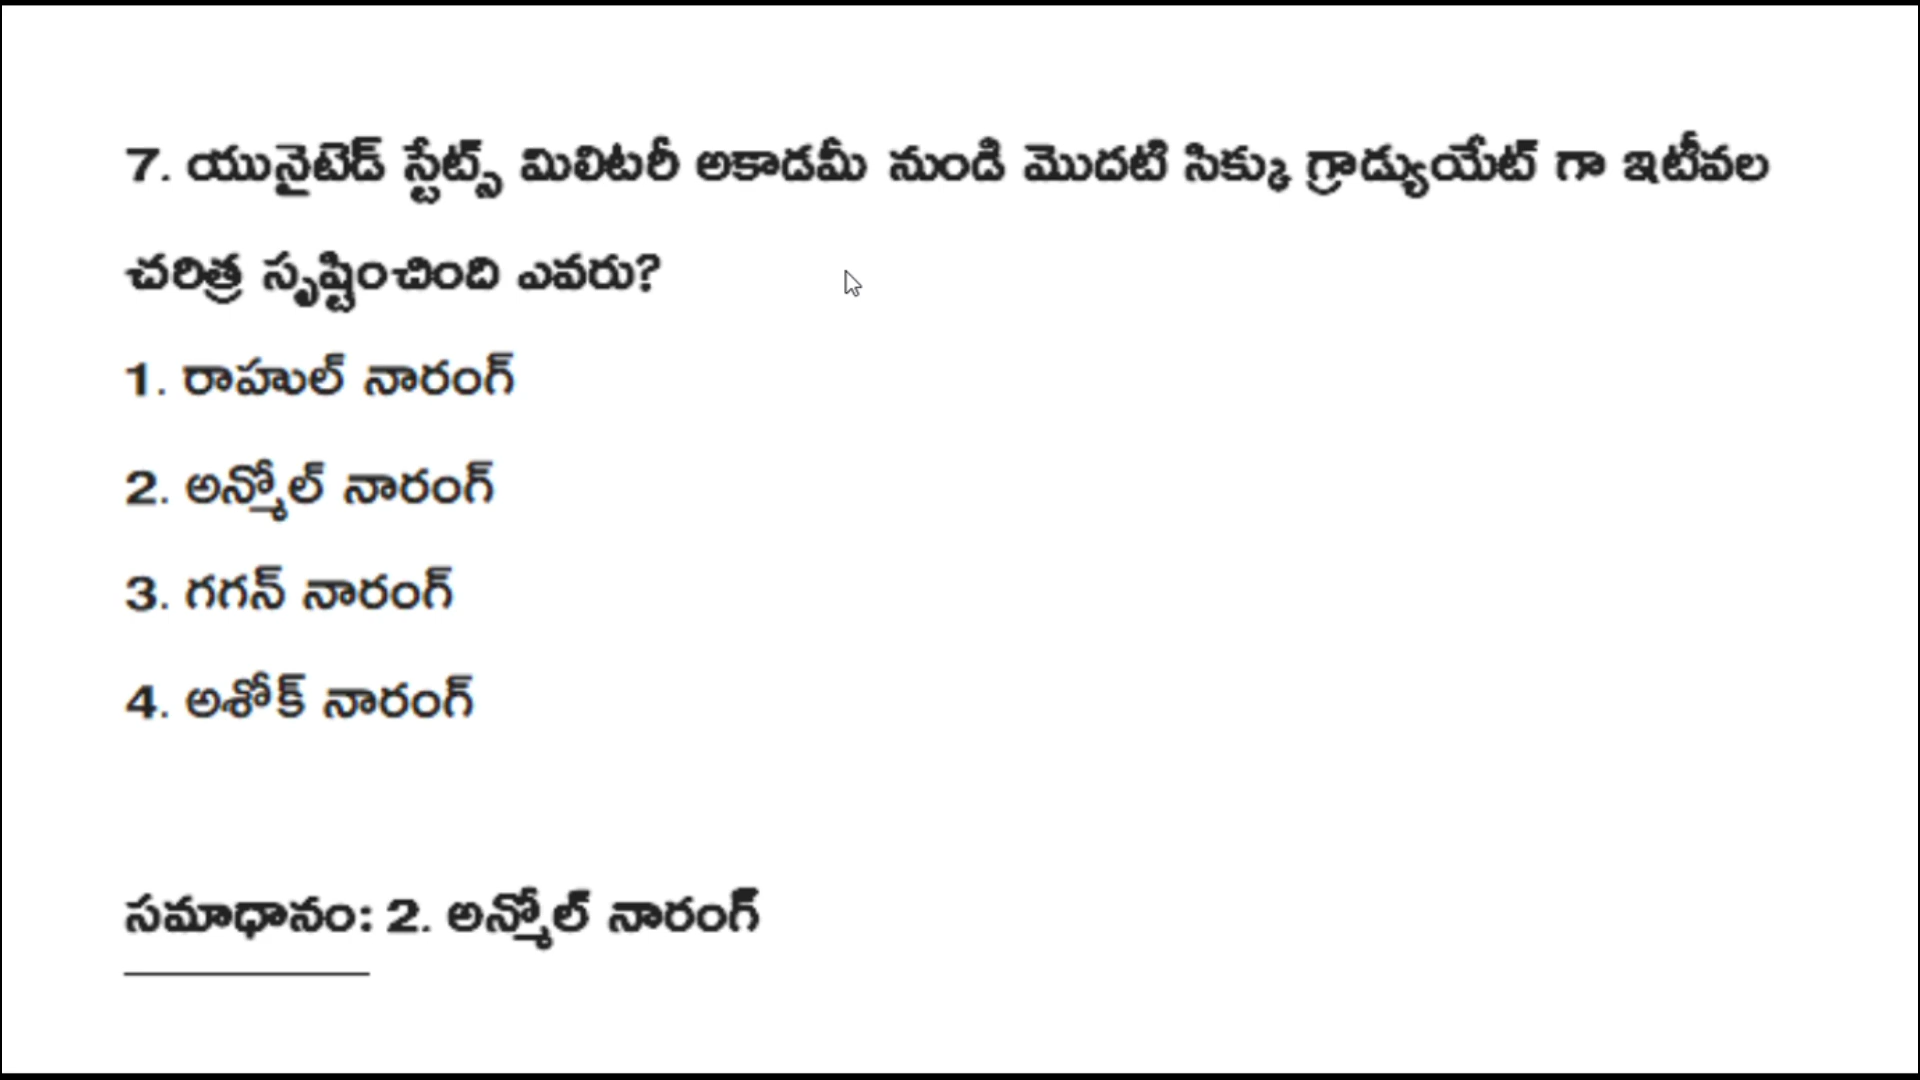 7. యునైటెడ్ స్టేట్స్ మిలిటరీ అకాడమీ నుండి మొదటి సిక్కు గ్రాడ్యుయేట్ గా ఇటీవల
చరిత్ర సృష్టించింది ఎవరు?
1. రాహుల్ నారంగ్
2. అన్మోల్ నారంగ్
3. గగన్ నారంగ్
4. అశోక్ నారంగ్
సమాధానం: 2. అన్మోల్ నారంగ్